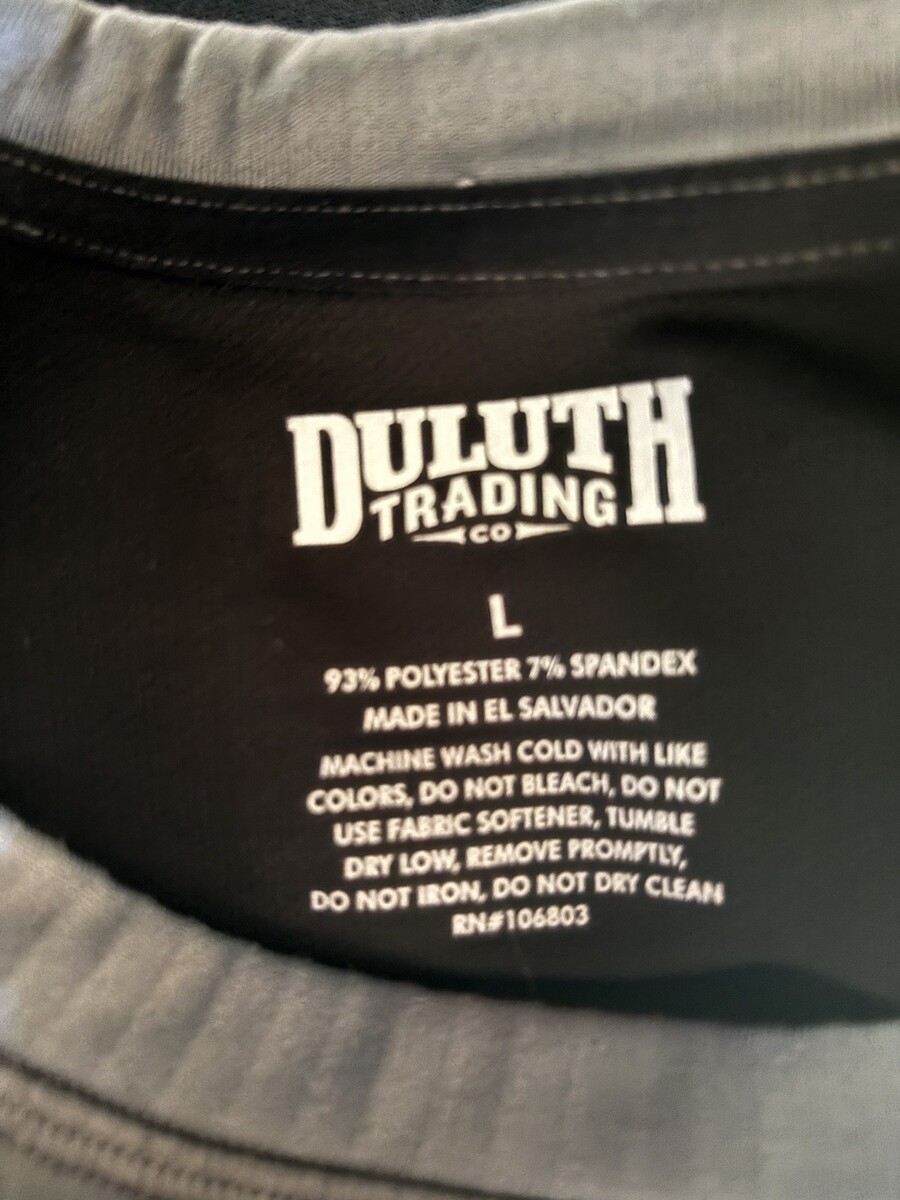 DULUTH
TRADING
CO
L
93% POLYESTER 7% SPANDEX
MADE IN EL SALVADOR
MACHINE WASH COLD WITH LIKE
COLORS, DO NOT BLEACH, DO NOT
USE FABRIC SOFTENER, TUMBLE
DRY LOW, REMOVE PROMPTLY,
DO NOT IRON, DO NOT DRY CLEAN
RN#106803